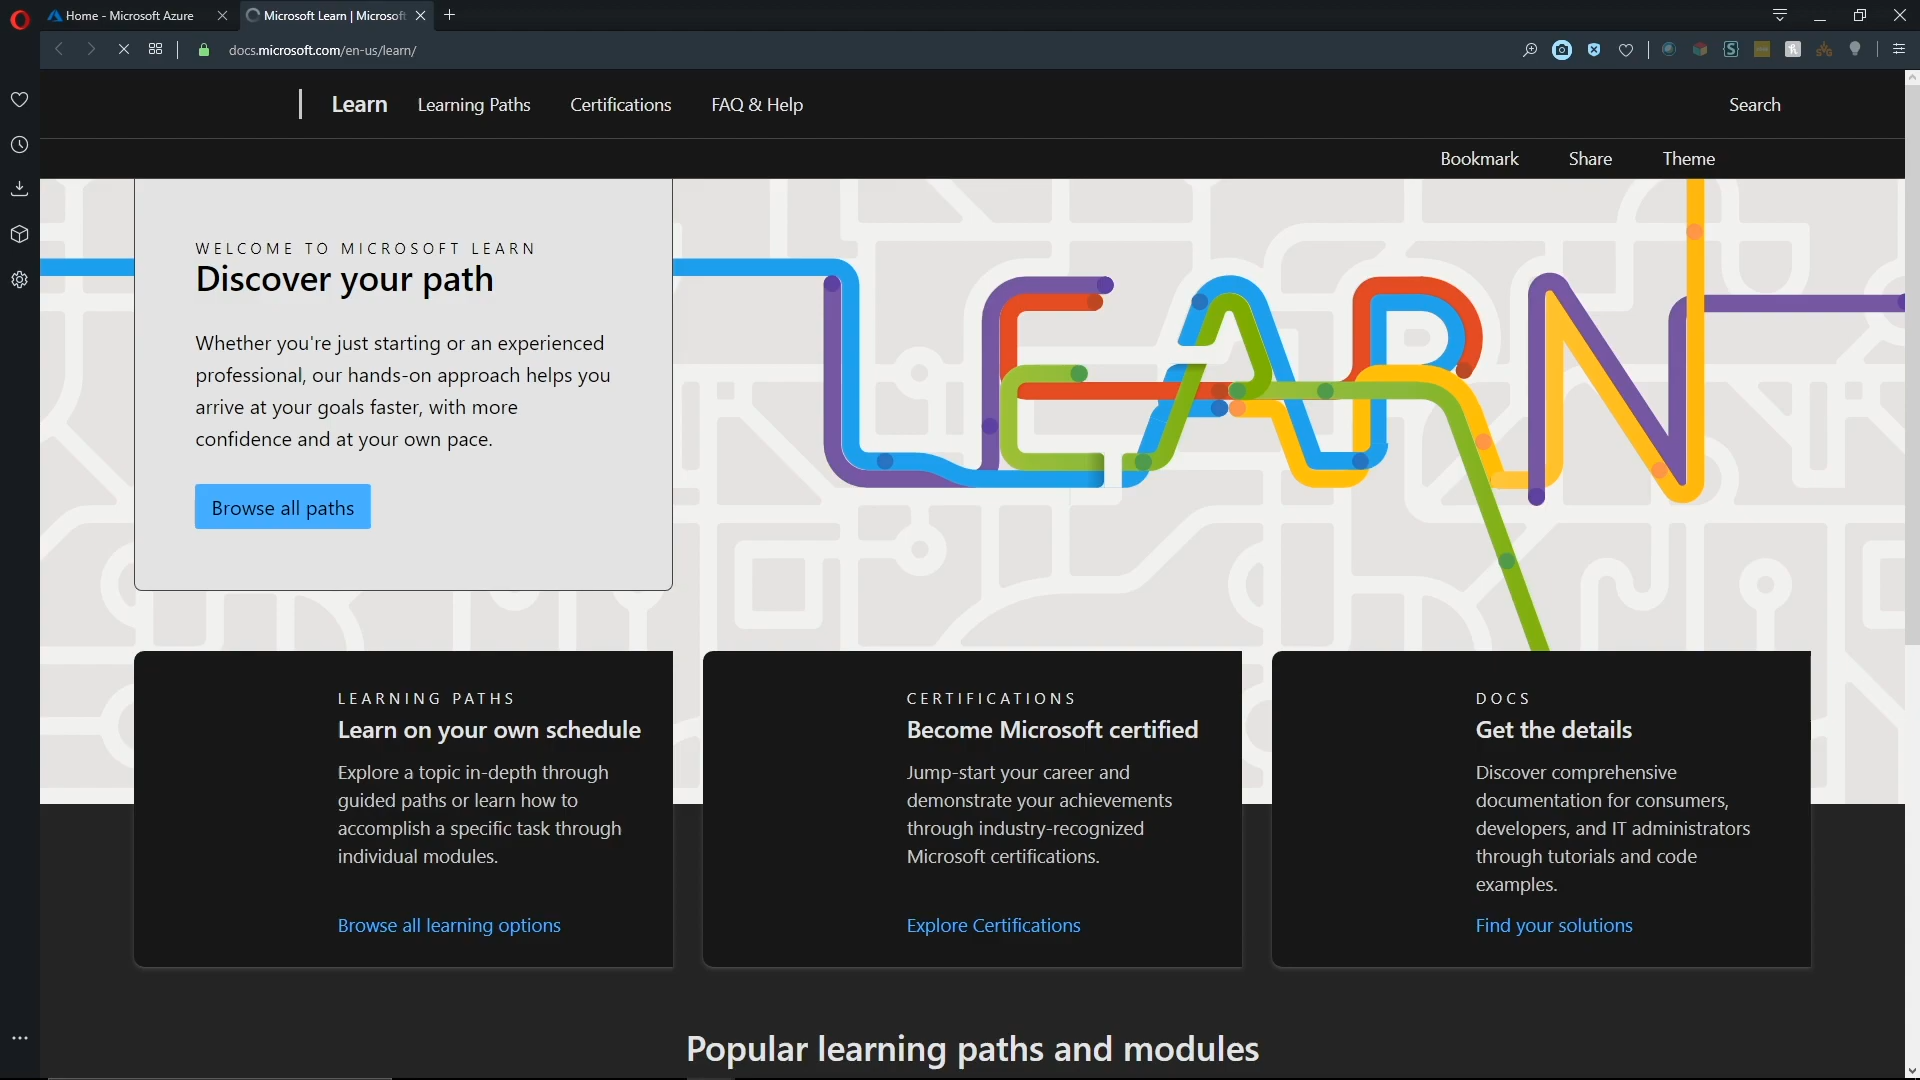 Home - Microsoft Azure
Microsoft Learn | Microsoft
docs.microsoft.com/en-us/learn/
Learn
Learning Paths
Certifications
FAQ & Help
Search
Bookmark
Share
Theme
WELCOME TO MICROSOFT LEARN
Discover your path
Whether you're just starting or an experienced
professional, our hands-on approach helps you
arrive at your goals faster, with more
confidence and at your own pace.
Browse all paths
LEARN
LEARNING PATHS
Learn on your own schedule
Explore a topic in-depth through
guided paths or learn how to
accomplish a specific task through
individual modules.
Browse all learning options
CERTIFICATIONS
Become Microsoft certified
Jump-start your career and
demonstrate your achievements
through industry-recognized
Microsoft certifications.
Explore Certifications
DOCS
Get the details
Discover comprehensive
documentation for consumers,
developers, and IT administrators
through tutorials and code
examples.
Find your solutions
Popular learning paths and modules